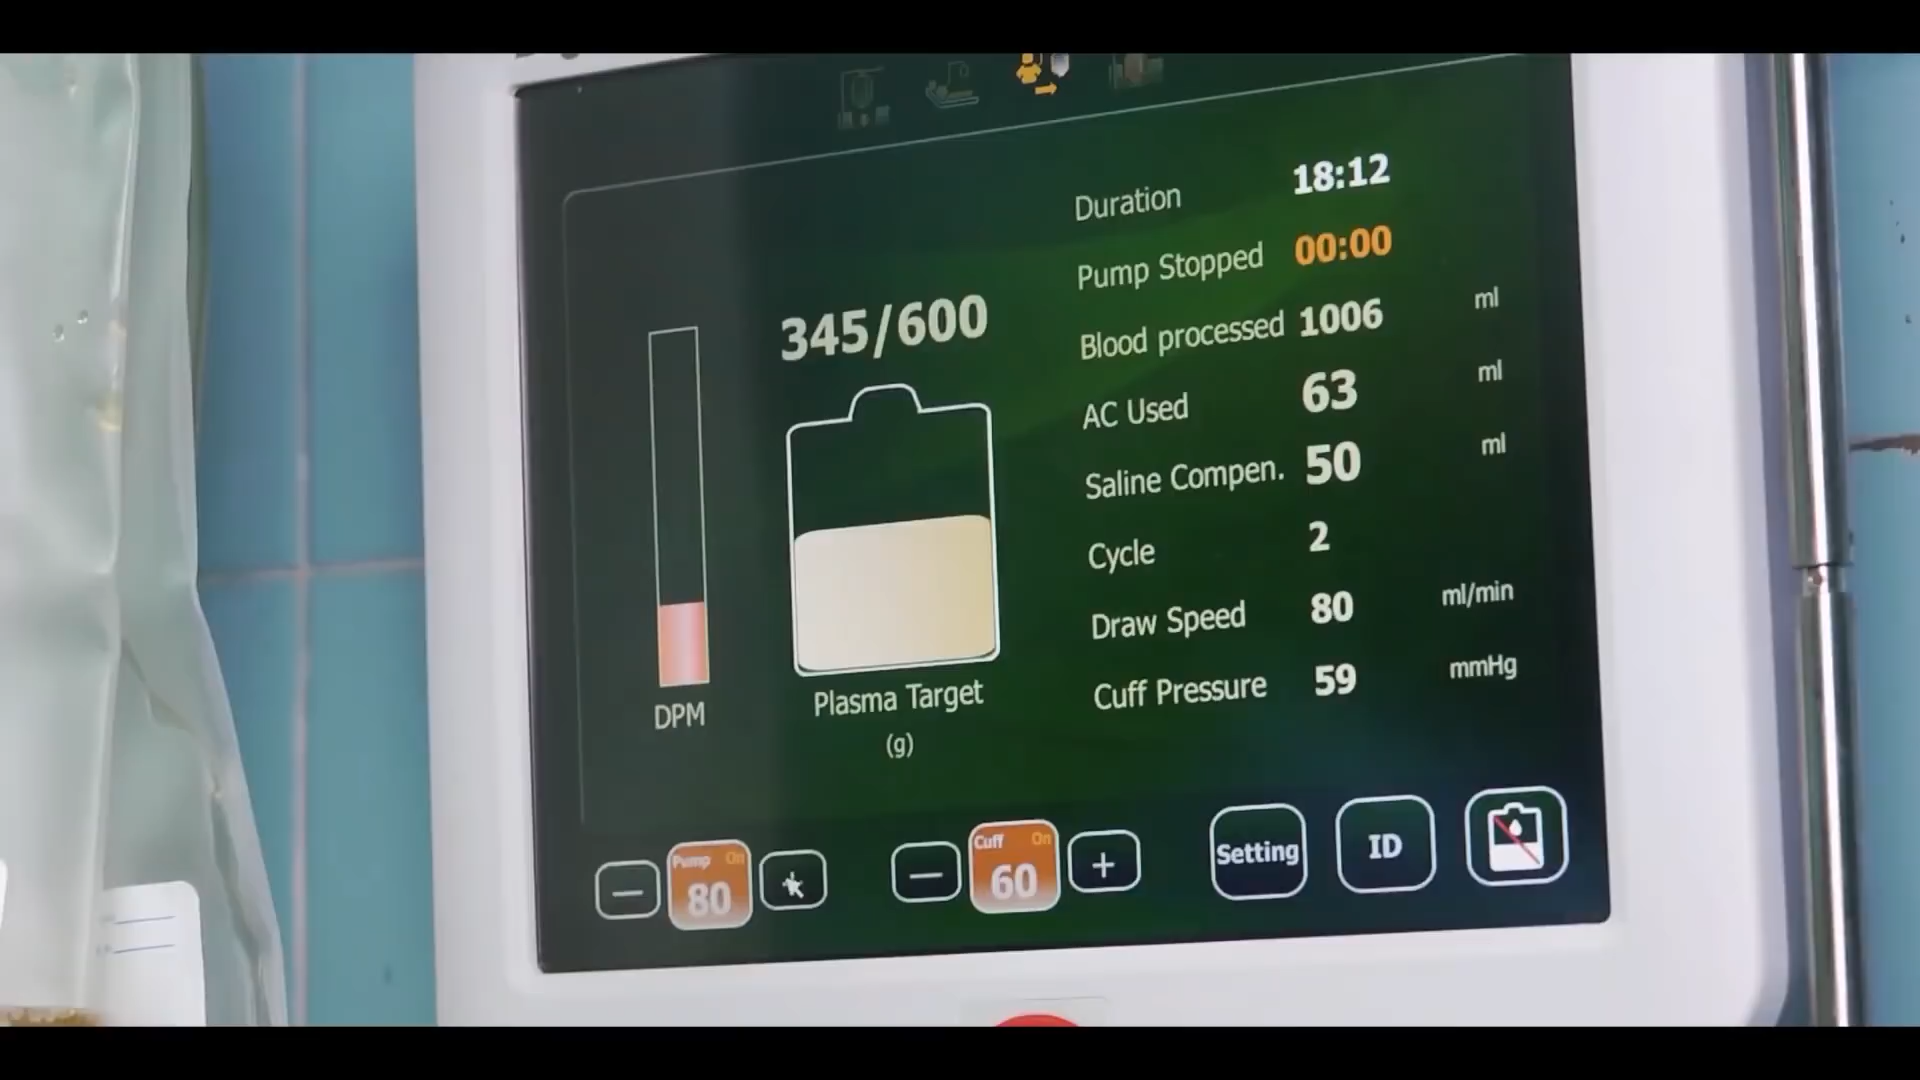 Duration 18:12
Pump Stopped 00:00
Blood processed 1006 ml
AC Used 63 ml
Saline Compen. 50 ml
Cycle 2
Draw Speed 80 ml/min
Cuff Pressure 59 mmHg
345/600
DPM
Plasma Target
(g)
Pump On
80
Cuff On
60
Setting
ID